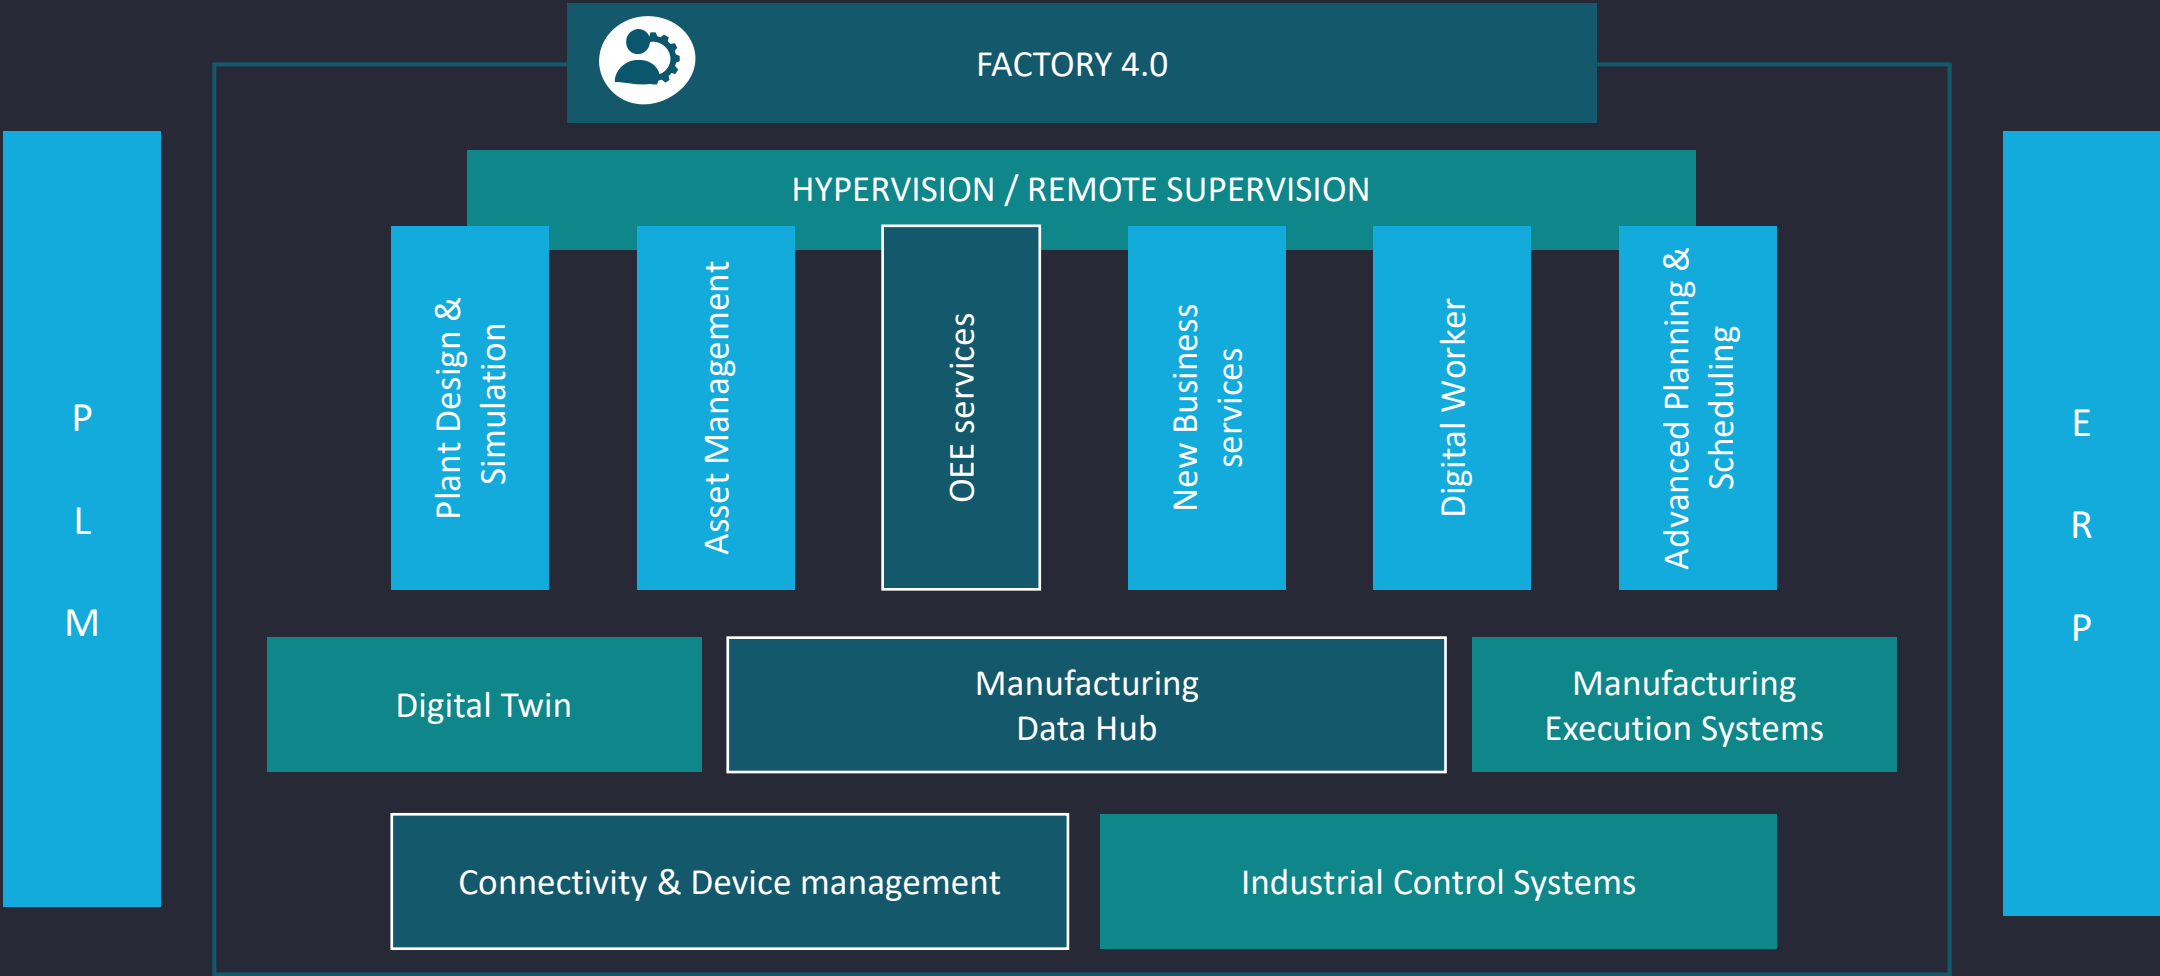 FACTORY 4.0
HYPERVISION / REMOTE SUPERVISION
P
L
M
Plant Design &
Simulation
Asset Management
OEE services
New Business
services
Digital Worker
Advanced Planning &
Scheduling
E
R
P
Digital Twin
Manufacturing
Data Hub
Manufacturing
Execution Systems
Connectivity & Device management
Industrial Control Systems